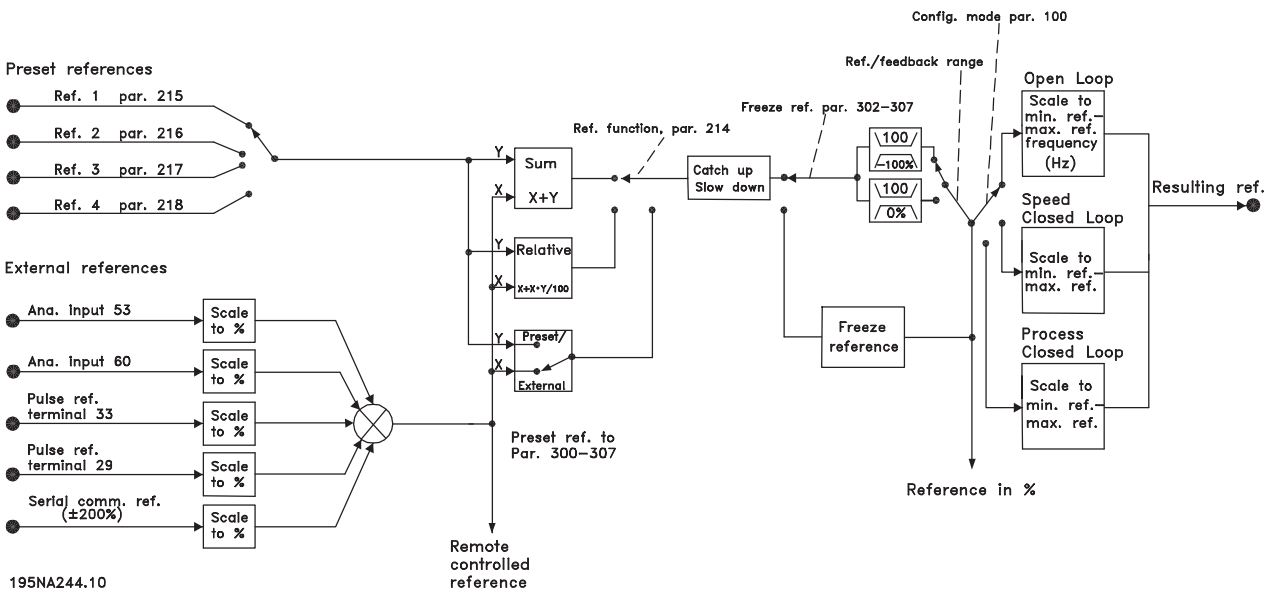 Config. mode par. 100
Ref./feedback range
Preset references
Open Loop
Ref. 1 par. 215
Scale to
min. ref.-
max. ref.
frequency
(Hz)
Freeze ref. par. 302-307
Ref. 2 par. 216
Ref. function, par. 214
100
-100%
Y
Sum
X
X+Y
Ref. 3 par. 217
Catch up
Slow down
100
0%
Resulting ref.
Ref. 4 par. 218
Speed
Closed Loop
Scale to
min. ref.-
max. ref.
External references
Y
Relative
X
X+X*Y/100
Ana. input 53
Scale
to %
Freeze
reference
Y
Preset/
X
External
Process
Closed Loop
Scale to
min. ref.-
max. ref.
Ana. input 60
Scale
to %
Pulse ref.
terminal 33
Scale
to %
Preset ref. to
Par. 300-307
Pulse ref.
terminal 29
Scale
to %
Reference in %
Serial comm. ref.
(±200%)
Scale
to %
Remote
controlled
reference
195NA244.10